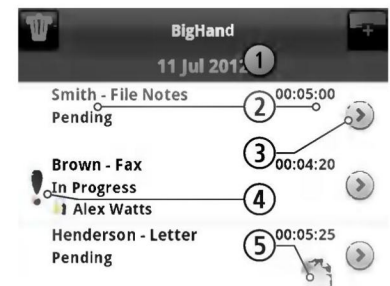 BigHand
11 Jul 2012 1
Smith - File Notes 2 00:05:00
Pending
3
Brown - Fax 00:04:20
In Progress 4
Alex Watts
Henderson - Letter 5 00:05:25
Pending